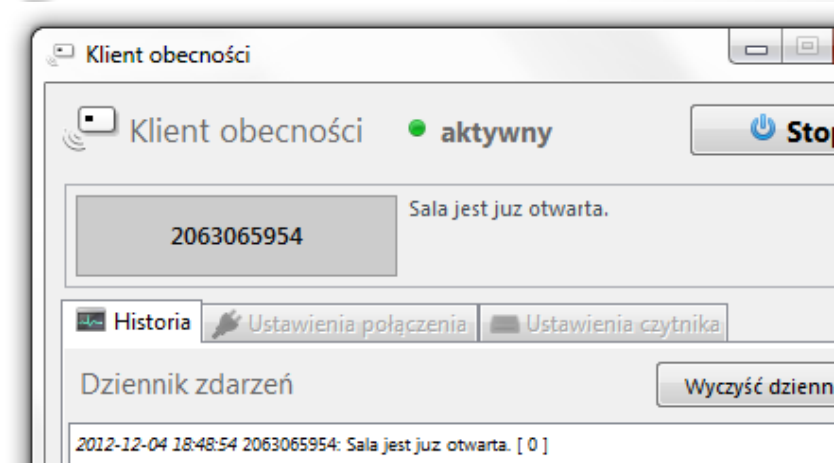 Klient obecności
Klient obecności aktywny
Sala jest juz otwarta.
2063065954
Historia Ustawienia połączenia Ustawienia czytnika
Dziennik zdarzeń
2012-12-04 18:48:54 2063065954: Sala jest juz otwarta. [ 0 ]